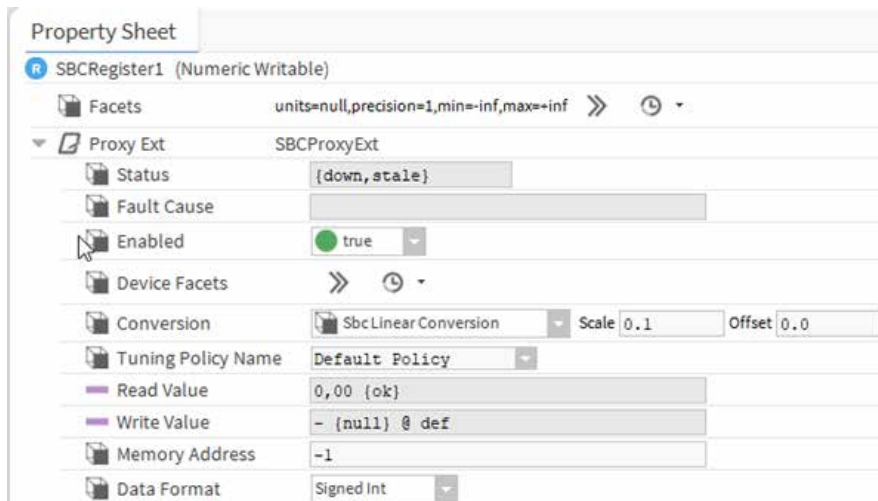 Property Sheet
R SBCRegister1 (Numeric Writable)
Facets units=null,precision=1,min=-inf,max=+inf
Proxy Ext SBCProxyExt
Status {down,stale}
Fault Cause
Enabled true
Device Facets
Conversion Sbc Linear Conversion Scale 0.1 Offset 0.0
Tuning Policy Name Default Policy
Read Value 0,00 {ok}
Write Value - {null} @ def
Memory Address -1
Data Format Signed Int